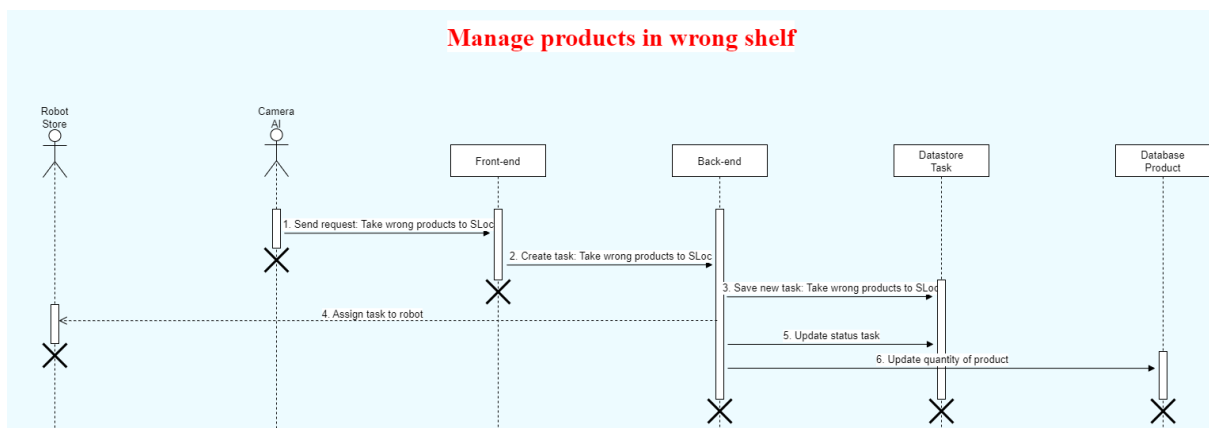 Manage products in wrong shelf
Robot
Store
Camera
AI
Front-end
Back-end
Datastore
Task
Database
Product
1. Send request: Take wrong products to SLoc
2. Create task: Take wrong products to SLoc
3. Save new task: Take wrong products to SLoc
4. Assign task to robot
5. Update status task
6. Update quantity of product